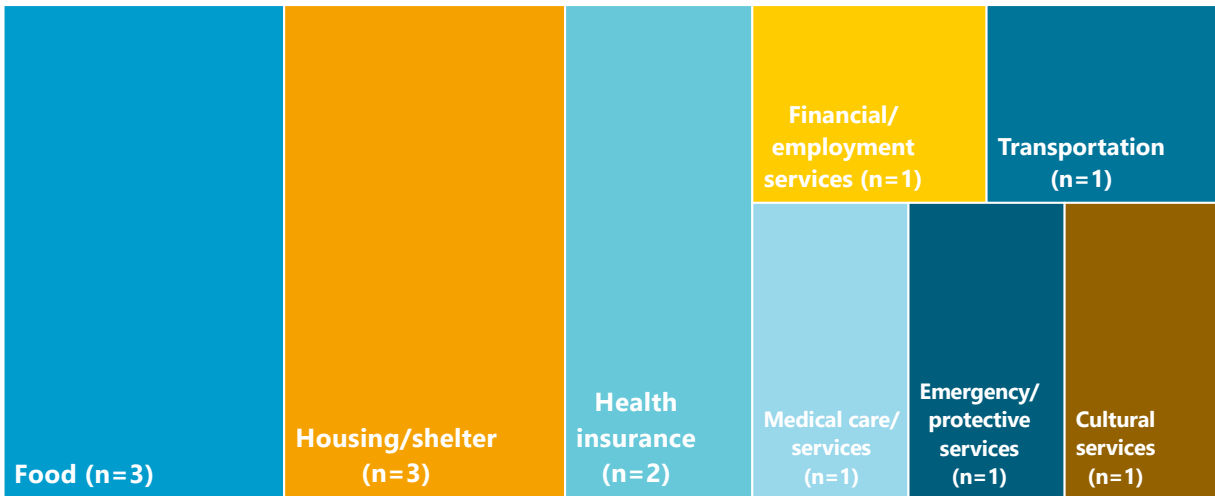 Food (n=3)
Housing/shelter
(n=3)
Health
insurance
(n=2)
Financial/
employment
services (n=1)
Transportation
(n=1)
Medical care/
services
(n=1)
Emergency/
protective
services
(n=1)
Cultural
services
(n=1)